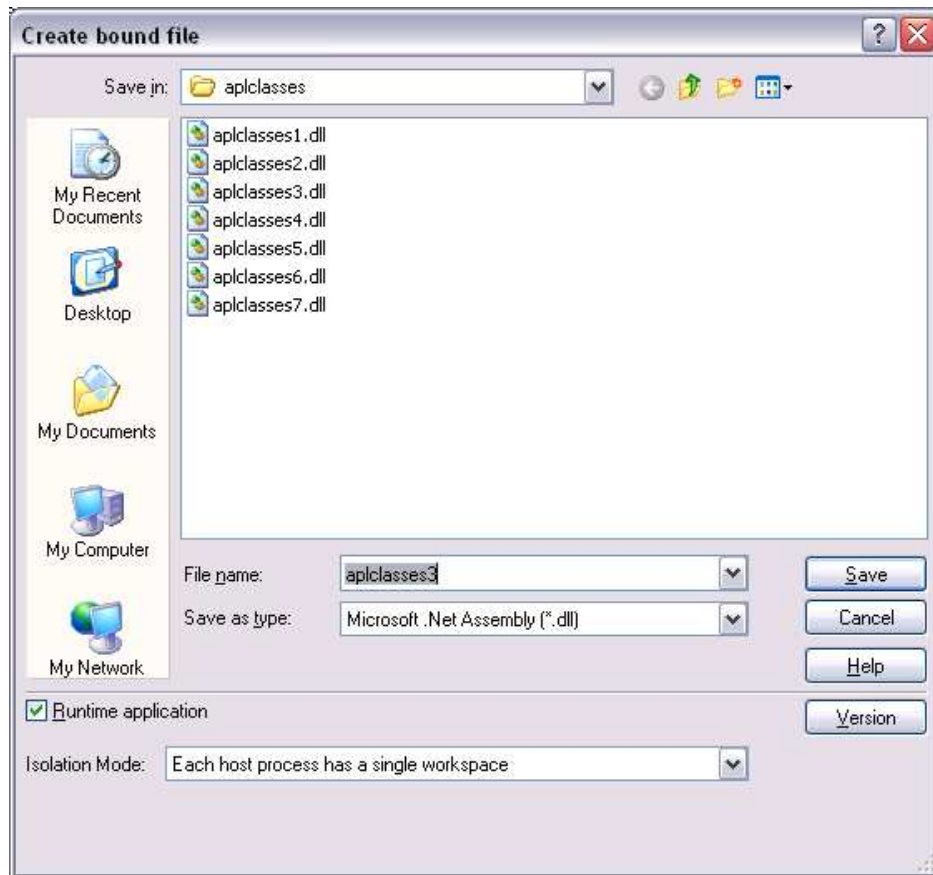 Create bound file
Save in:
aplclasses
My Recent
Documents
Desktop
My Documents
My Computer
My Network
aplclasses1.dll
aplclasses2.dll
aplclasses3.dll
aplclasses4.dll
aplclasses5.dll
aplclasses6.dll
aplclasses7.dll
File name:
aplclasses3
Save
Save as type:
Microsoft .Net Assembly (*.dll)
Cancel
Help
Runtime application
Version
Isolation Mode:
Each host process has a single workspace